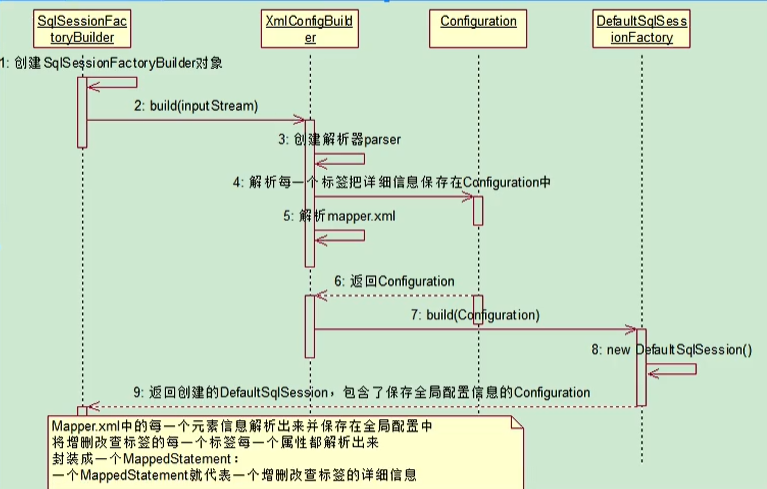 SqlSessionFac
toryBuilder
XmlConfigBuild
er
Configuration
DefaultSqlSess
ionFactory
1: 创建SqlSessionFactoryBuilder对象
2: build(inputStream)
3: 创建解析器parser
4: 解析每一个标签把详细信息保存在Configuration中
5: 解析mapper.xml
6: 返回Configuration
7: build(Configuration)
8: new DefaultSqlSession()
9: 返回创建的DefaultSqlSession，包含了保存全局配置信息的Configuration
Mapper.xml中的每一个元素信息解析出来并保存在全局配置中
将增删改查标签的每一个标签每一个属性都解析出来
封装成一个MappedStatement：
一个MappedStatement就代表一个增删改查标签的详细信息